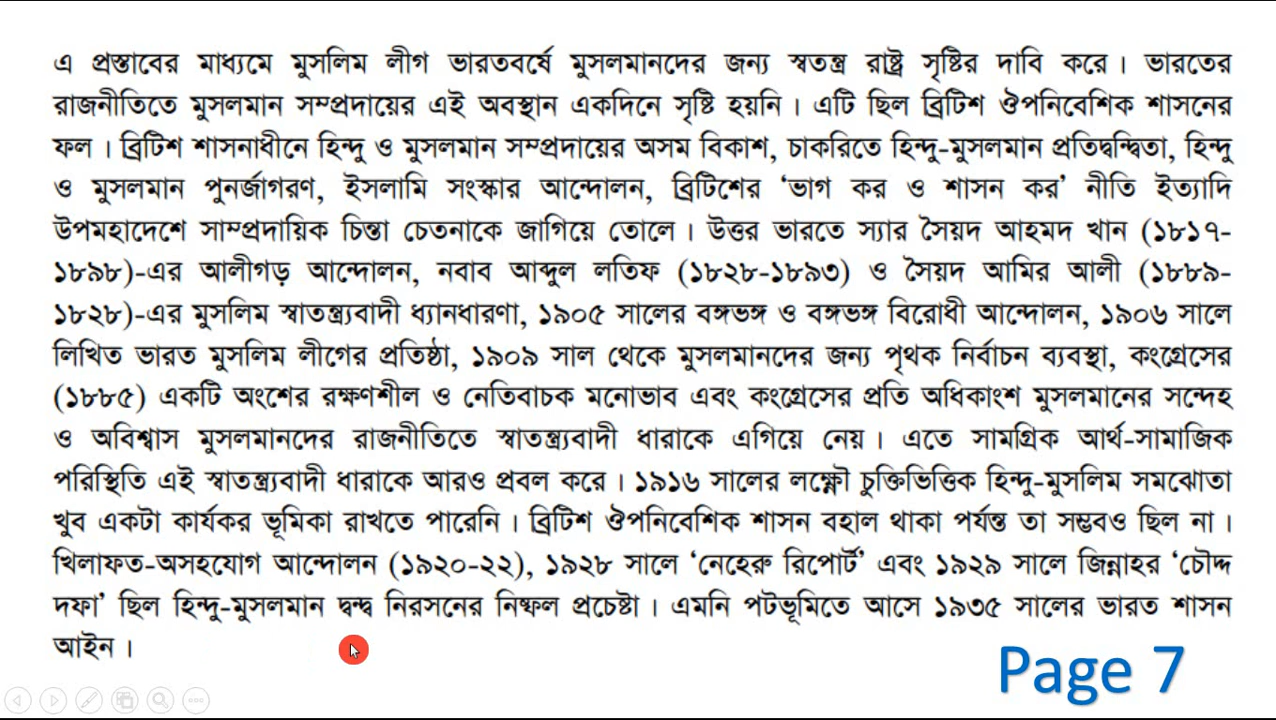 এ প্রস্তাবের মাধ্যমে মুসলিম লীগ ভারতবর্ষে মুসলমানদের জন্য স্বতন্ত্র রাষ্ট্র সৃষ্টির দাবি করে। ভারতের
রাজনীতিতে মুসলমান সম্প্রদায়ের এই অবস্থান একদিনে সৃষ্টি হয়নি। এটি ছিল ব্রিটিশ ঔপনিবেশিক শাসনের
ফল। ব্রিটিশ শাসনাধীনে হিন্দু ও মুসলমান সম্প্রদায়ের অসম বিকাশ, চাকরিতে হিন্দু-মুসলমান প্রতিদ্বন্দ্বিতা, হিন্দু
ও মুসলমান পুনর্জাগরণ, ইসলামি সংস্কার আন্দোলন, ব্রিটিশের ‘ভাগ কর ও শাসন কর’ নীতি ইত্যাদি
উপমহাদেশে সাম্প্রদায়িক চিন্তা চেতনাকে জাগিয়ে তোলে। উত্তর ভারতে স্যার সৈয়দ আহমদ খান (১৮১৭-
১৮৯৮)-এর আলীগড় আন্দোলন, নবাব আব্দুল লতিফ (১৮২৮-১৮৯৩) ও সৈয়দ আমির আলী (১৮৮৯-
১৮২৮)-এর মুসলিম স্বাতন্ত্র্যবাদী ধ্যানধারণা, ১৯০৫ সালের বঙ্গভঙ্গ ও বঙ্গভঙ্গ বিরোধী আন্দোলন, ১৯০৬ সালে
লিখিত ভারত মুসলিম লীগের প্রতিষ্ঠা, ১৯০৯ সাল থেকে মুসলমানদের জন্য পৃথক নির্বাচন ব্যবস্থা, কংগ্রেসের
(১৮৮৫) একটি অংশের রক্ষণশীল ও নেতিবাচক মনোভাব এবং কংগ্রেসের প্রতি অধিকাংশ মুসলমানের সন্দেহ
ও অবিশ্বাস মুসলমানদের রাজনীতিতে স্বাতন্ত্র্যবাদী ধারাকে এগিয়ে নেয়। এতে সামগ্রিক আর্থ-সামাজিক
পরিস্থিতি এই স্বাতন্ত্র্যবাদী ধারাকে আরও প্রবল করে। ১৯১৬ সালের লক্ষ্ণৌ চুক্তিভিত্তিক হিন্দু-মুসলিম সমঝোতা
খুব একটা কার্যকর ভূমিকা রাখতে পারেনি। ব্রিটিশ ঔপনিবেশিক শাসন বহাল থাকা পর্যন্ত তা সম্ভবও ছিল না।
খিলাফত-অসহযোগ আন্দোলন (১৯২০-২২), ১৯২৮ সালে ‘নেহেরু রিপোর্ট’ এবং ১৯২৯ সালে জিন্নাহর ‘চৌদ্দ
দফা’ ছিল হিন্দু-মুসলমান দ্বন্দ্ব নিরসনের নিষ্ফল প্রচেষ্টা। এমনি পটভূমিতে আসে ১৯৩৫ সালের ভারত শাসন
আইন।
Page 7